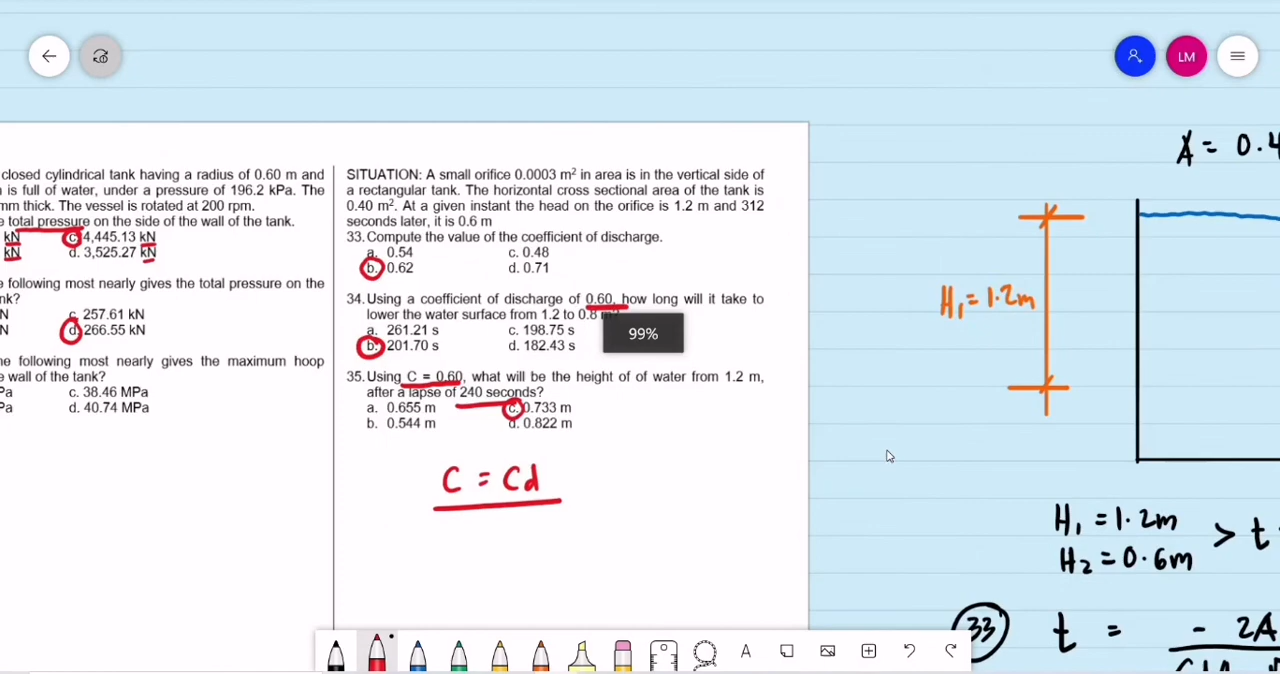 LM
closed cylindrical tank having a radius of 0.60 m and
is full of water, under a pressure of 196.2 kPa. The
mm thick. The vessel is rotated at 200 rpm.
total pressure on the side of the wall of the tank.
kN c. 4,445.13 kN
kN d. 3,525.27 kN
following most nearly gives the total pressure on the
nk?
N c. 257.61 kN
N d. 266.55 kN
he following most nearly gives the maximum hoop
e wall of the tank?
Pa c. 38.46 MPa
Pa d. 40.74 MPa
SITUATION: A small orifice 0.0003 m² in area is in the vertical side of
a rectangular tank. The horizontal cross sectional area of the tank is
0.40 m². At a given instant the head on the orifice is 1.2 m and 312
seconds later, it is 0.6 m
33. Compute the value of the coefficient of discharge.
a. 0.54 c. 0.48
b. 0.62 d. 0.71
34. Using a coefficient of discharge of 0.60, how long will it take to
lower the water surface from 1.2 to 0.8
a. 261.21 s c. 198.75 s
b. 201.70 s d. 182.43 s
99%
35. Using C = 0.60, what will be the height of of water from 1.2 m,
after a lapse of 240 seconds?
a. 0.655 m c. 0.733 m
b. 0.544 m d. 0.822 m
C = Cd
A = 0.4
H₁ = 1.2m
H₁ = 1.2m
H₂ = 0.6m
> t
33 t = - 2A
A